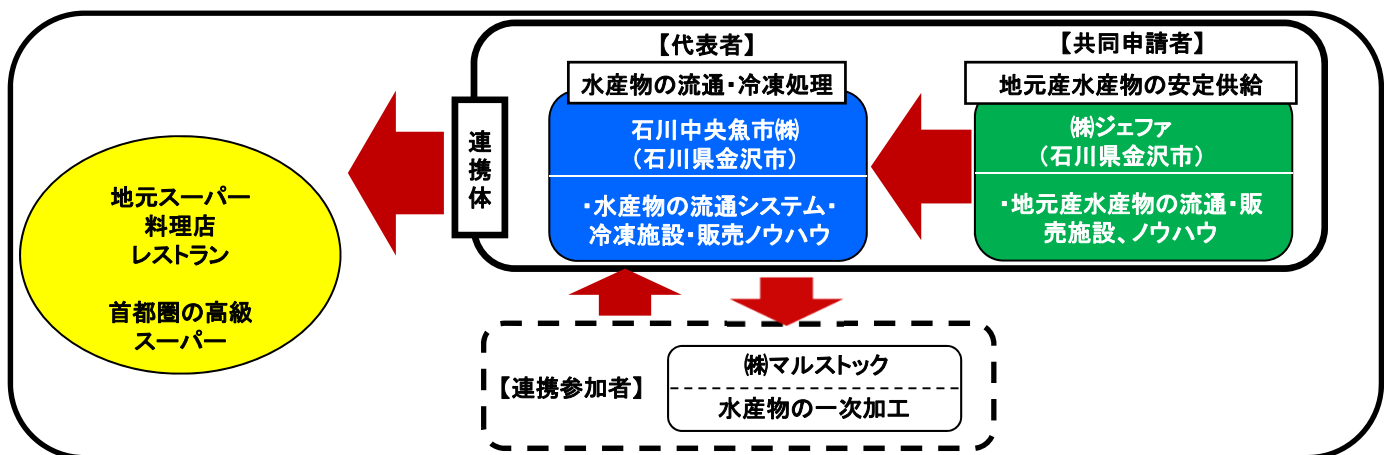 【代表者】
水産物の流通・冷凍処理
石川中央魚市㈱
（石川県金沢市）
・水産物の流通システム・
冷凍施設・販売ノウハウ
【共同申請者】
地元産水産物の安定供給
㈱ジェファ
（石川県金沢市）
・地元産水産物の流通・販
売施設、ノウハウ
連携体
地元スーパー
料理店
レストラン
首都圏の高級
スーパー
【連携参加者】
㈱マルストック
水産物の一次加工